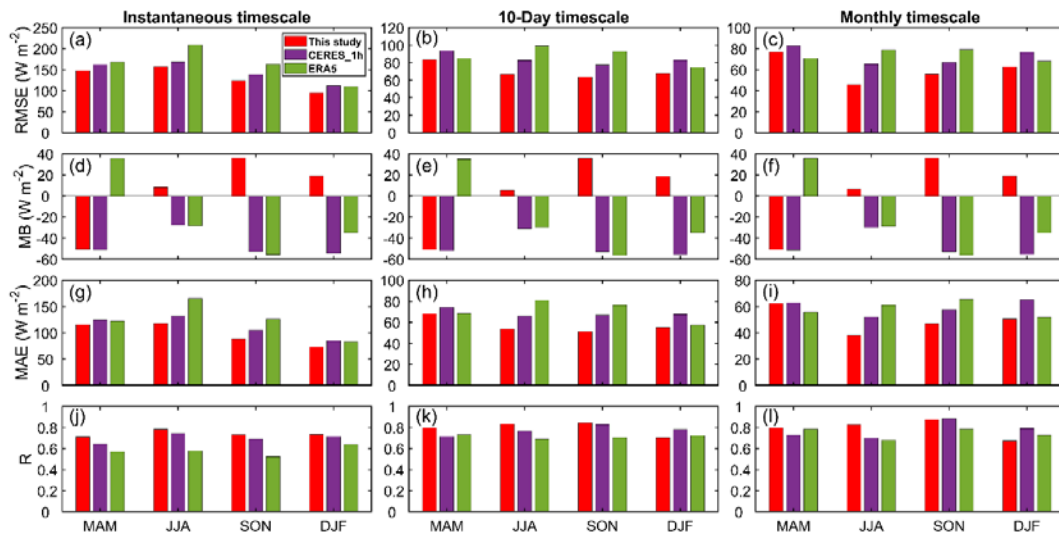 Instantaneous timescale
10-Day timescale
Monthly timescale
RMSE (W m-2)
250
200
150
100
50
0
(a)
This study
CERES_1h
ERA5
120
100
80
60
40
20
0
(b)
100
80
60
40
20
0
(c)
MB (W m-2)
40
20
0
-20
-40
-60
(d)
40
20
0
-20
-40
-60
(e)
40
20
0
-20
-40
-60
(f)
MAE (W m-2)
200
150
100
50
0
(g)
100
80
60
40
20
0
(h)
80
60
40
20
0
(i)
R
1
0.8
0.6
0.4
0.2
0
(j)
MAM JJA SON DJF
1
0.8
0.6
0.4
0.2
0
(k)
MAM JJA SON DJF
1
0.8
0.6
0.4
0.2
0
(l)
MAM JJA SON DJF